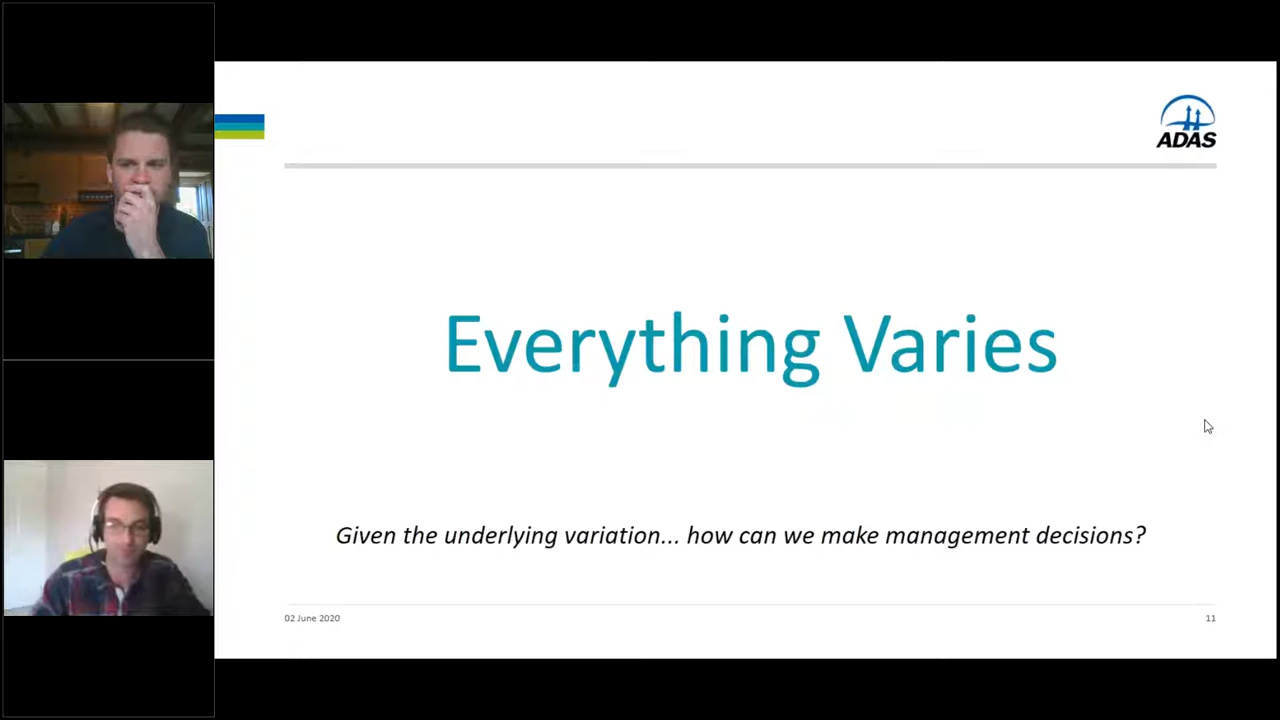 ADAS
Everything Varies
Given the underlying variation... how can we make management decisions?
02 June 2020
11